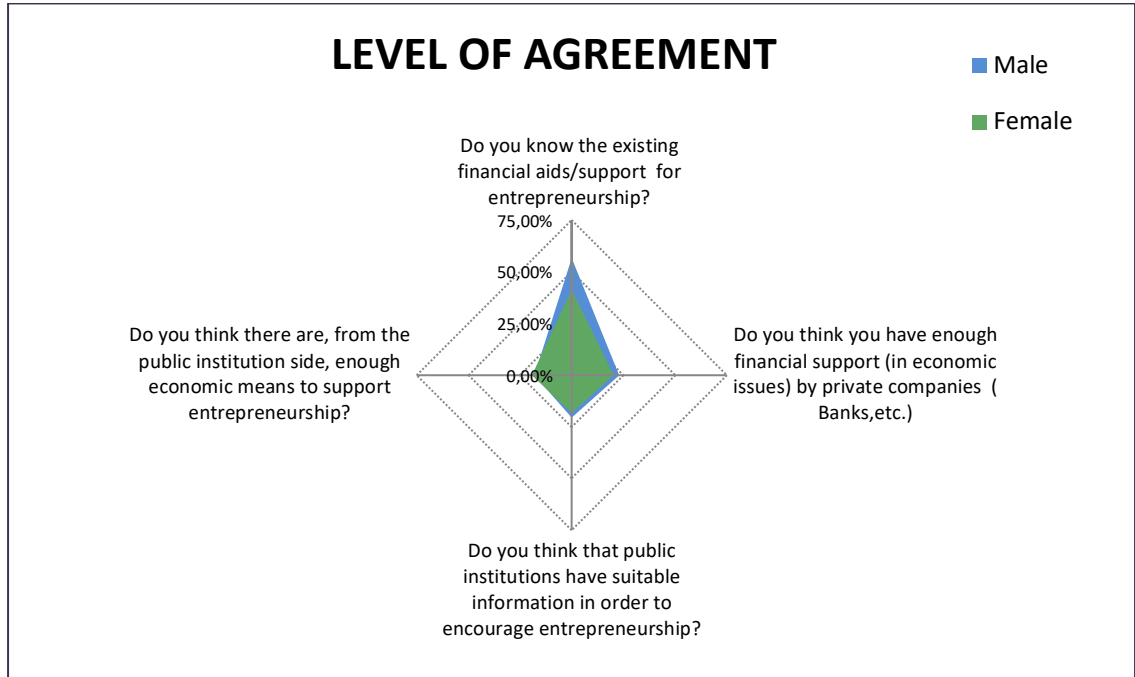 LEVEL OF AGREEMENT
Male
Female
Do you know the existing
financial aids/support for
entrepreneurship?
75,00%
50,00%
25,00%
0,00%
Do you think you have enough
financial support (in economic
issues) by private companies (
Banks,etc.)
Do you think that public
institutions have suitable
information in order to
encourage entrepreneurship?
Do you think there are, from the
public institution side, enough
economic means to support
entrepreneurship?